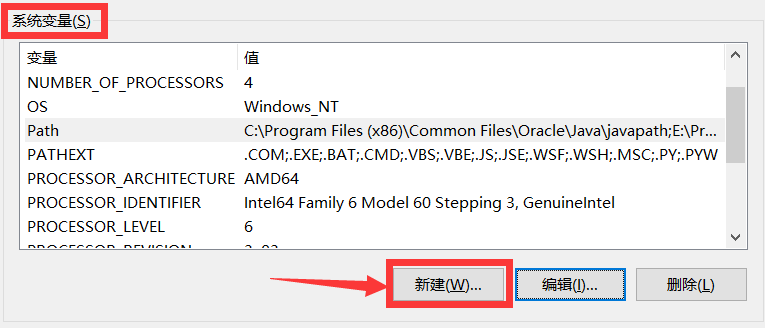 系统变量(S)
变量 值
NUMBER_OF_PROCESSORS 4
OS Windows_NT
Path C:\Program Files (x86)\Common Files\Oracle\Java\javapath;E:\Pr...
PATHEXT .COM;.EXE;.BAT;.CMD;.VBS;.VBE;.JS;.JSE;.WSF;.WSH;.MSC;.PY;.PYW
PROCESSOR_ARCHITECTURE AMD64
PROCESSOR_IDENTIFIER Intel64 Family 6 Model 60 Stepping 3, GenuineIntel
PROCESSOR_LEVEL 6
新建(W)... 编辑(I)... 删除(L)